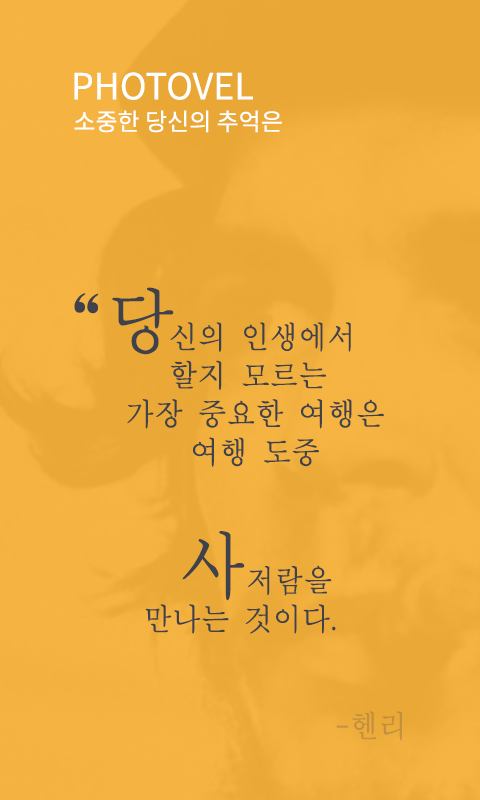 PHOTOVEL
소중한 당신의 추억은
“ 당신의 인생에서
할지 모르는
가장 중요한 여행은
여행 도중
사저람을
만나는 것이다.
-헨리